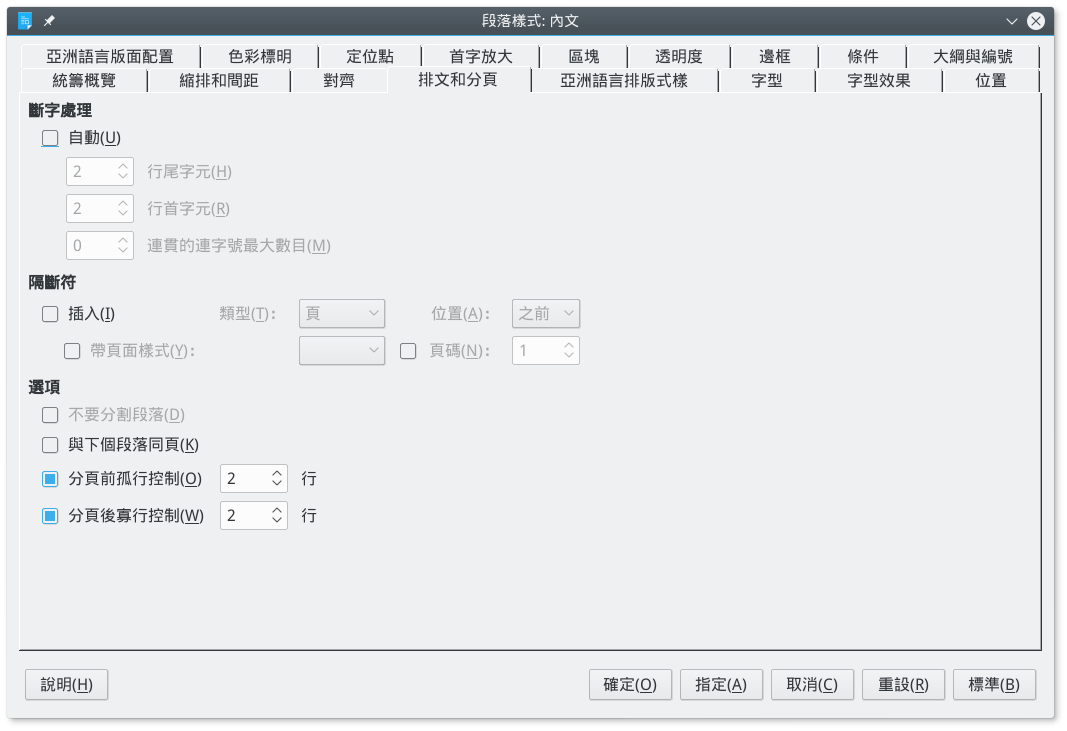 段落樣式: 內文
亞洲語言版面配置 色彩標明 定位點 首字放大 區塊 透明度 邊框 條件 大綱與編號
統籌概覽 縮排和間距 對齊 排文和分頁 亞洲語言排版式樣 字型 字型效果 位置
斷字處理
自動(U)
2 行尾字元(H)
2 行首字元(R)
0 連貫的連字號最大數目(M)
隔斷符
插入(I) 類型(T)： 頁 位置(A)： 之前
帶頁面樣式(Y)： 頁碼(N)： 1
選項
不要分割段落(D)
與下個段落同頁(K)
分頁前孤行控制(O) 2 行
分頁後寡行控制(W) 2 行
說明(H) 確定(O) 指定(A) 取消(C) 重設(R) 標準(B)